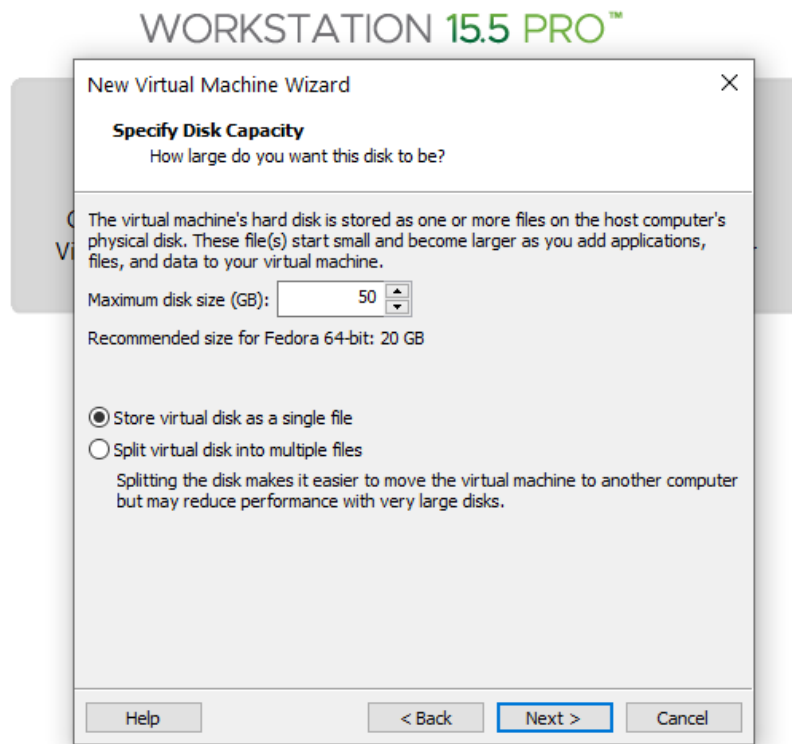 WORKSTATION 15.5 PRO™
New Virtual Machine Wizard
Specify Disk Capacity
How large do you want this disk to be?
The virtual machine's hard disk is stored as one or more files on the host computer's
physical disk. These file(s) start small and become larger as you add applications,
files, and data to your virtual machine.
Maximum disk size (GB): 50
Recommended size for Fedora 64-bit: 20 GB
Store virtual disk as a single file
Split virtual disk into multiple files
Splitting the disk makes it easier to move the virtual machine to another computer
but may reduce performance with very large disks.
Help < Back Next > Cancel